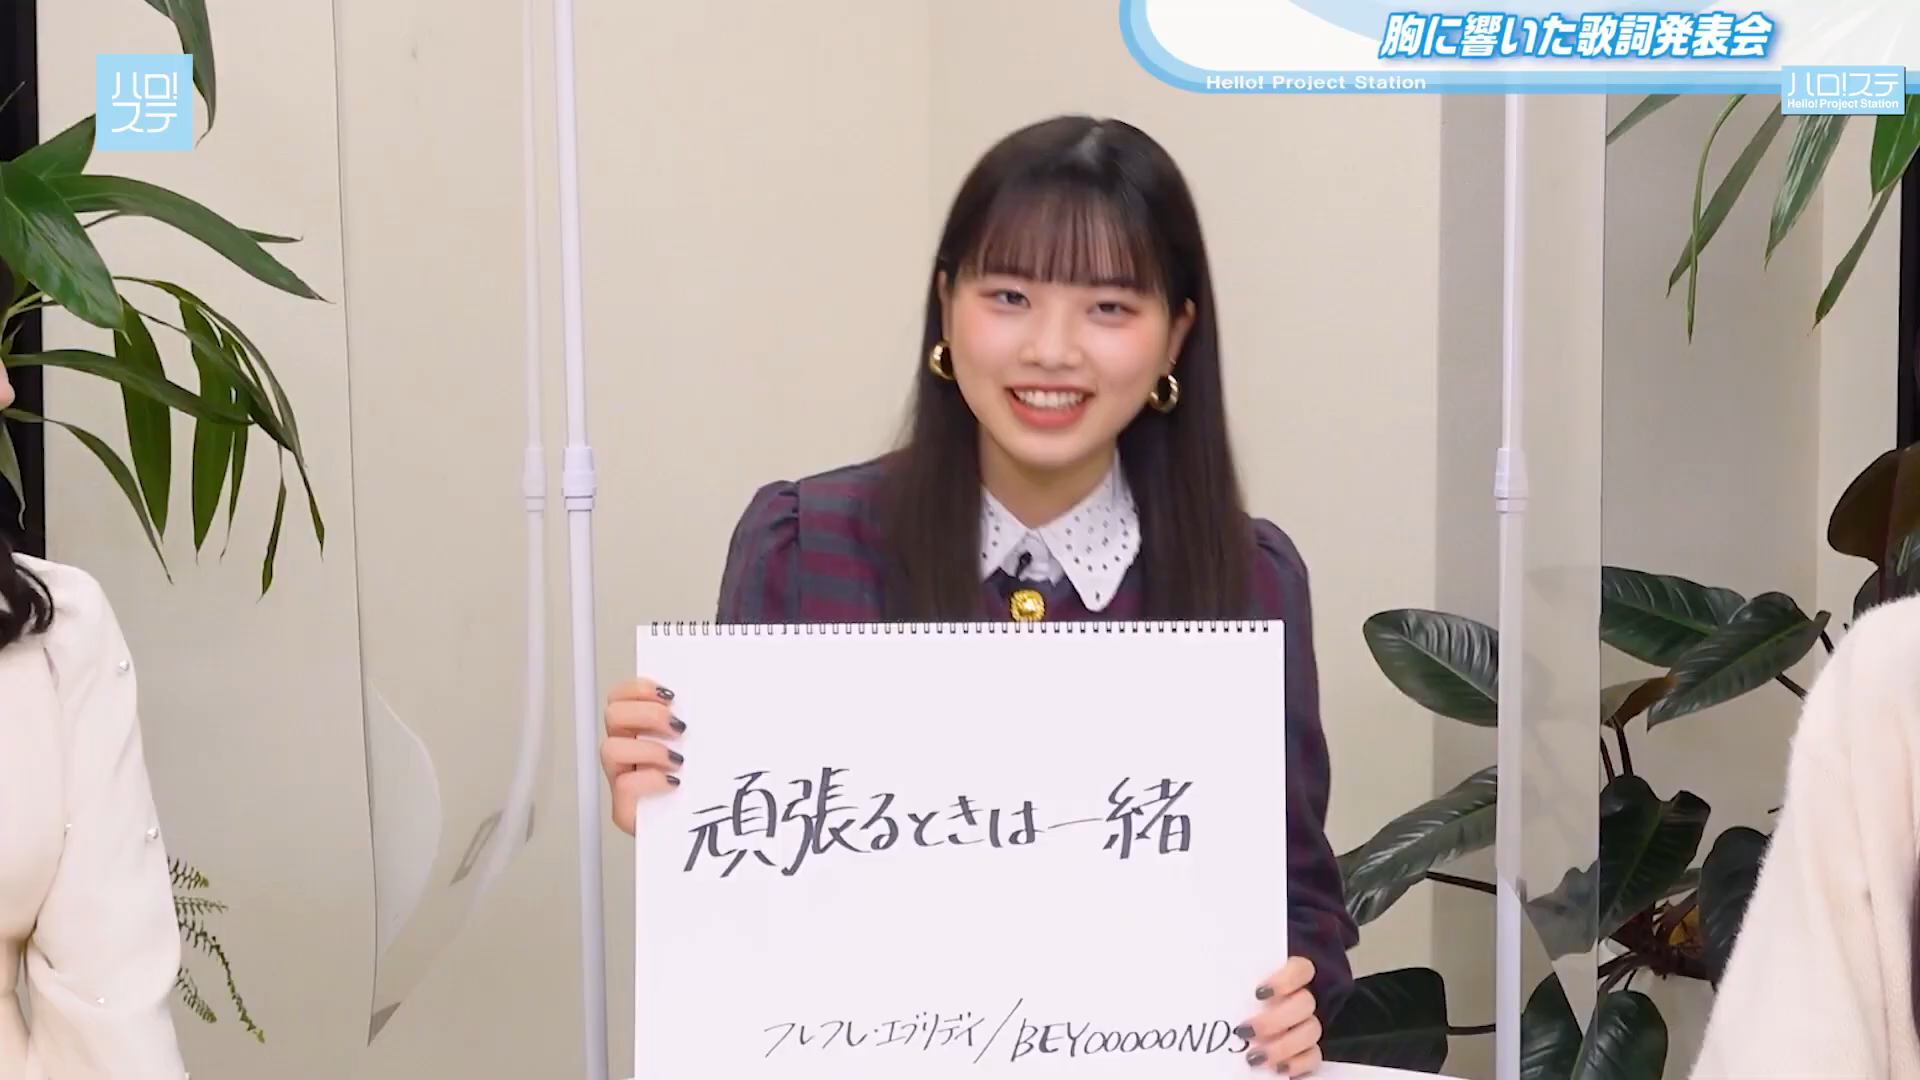 胸に響いた歌詞発表会
Hello! Project Station
ハロ!
ステ
ハロ!ステ
Hello! Project Station
頑張るときは一緒
フレフレ・エブリデイ/BEYOOOOONDS